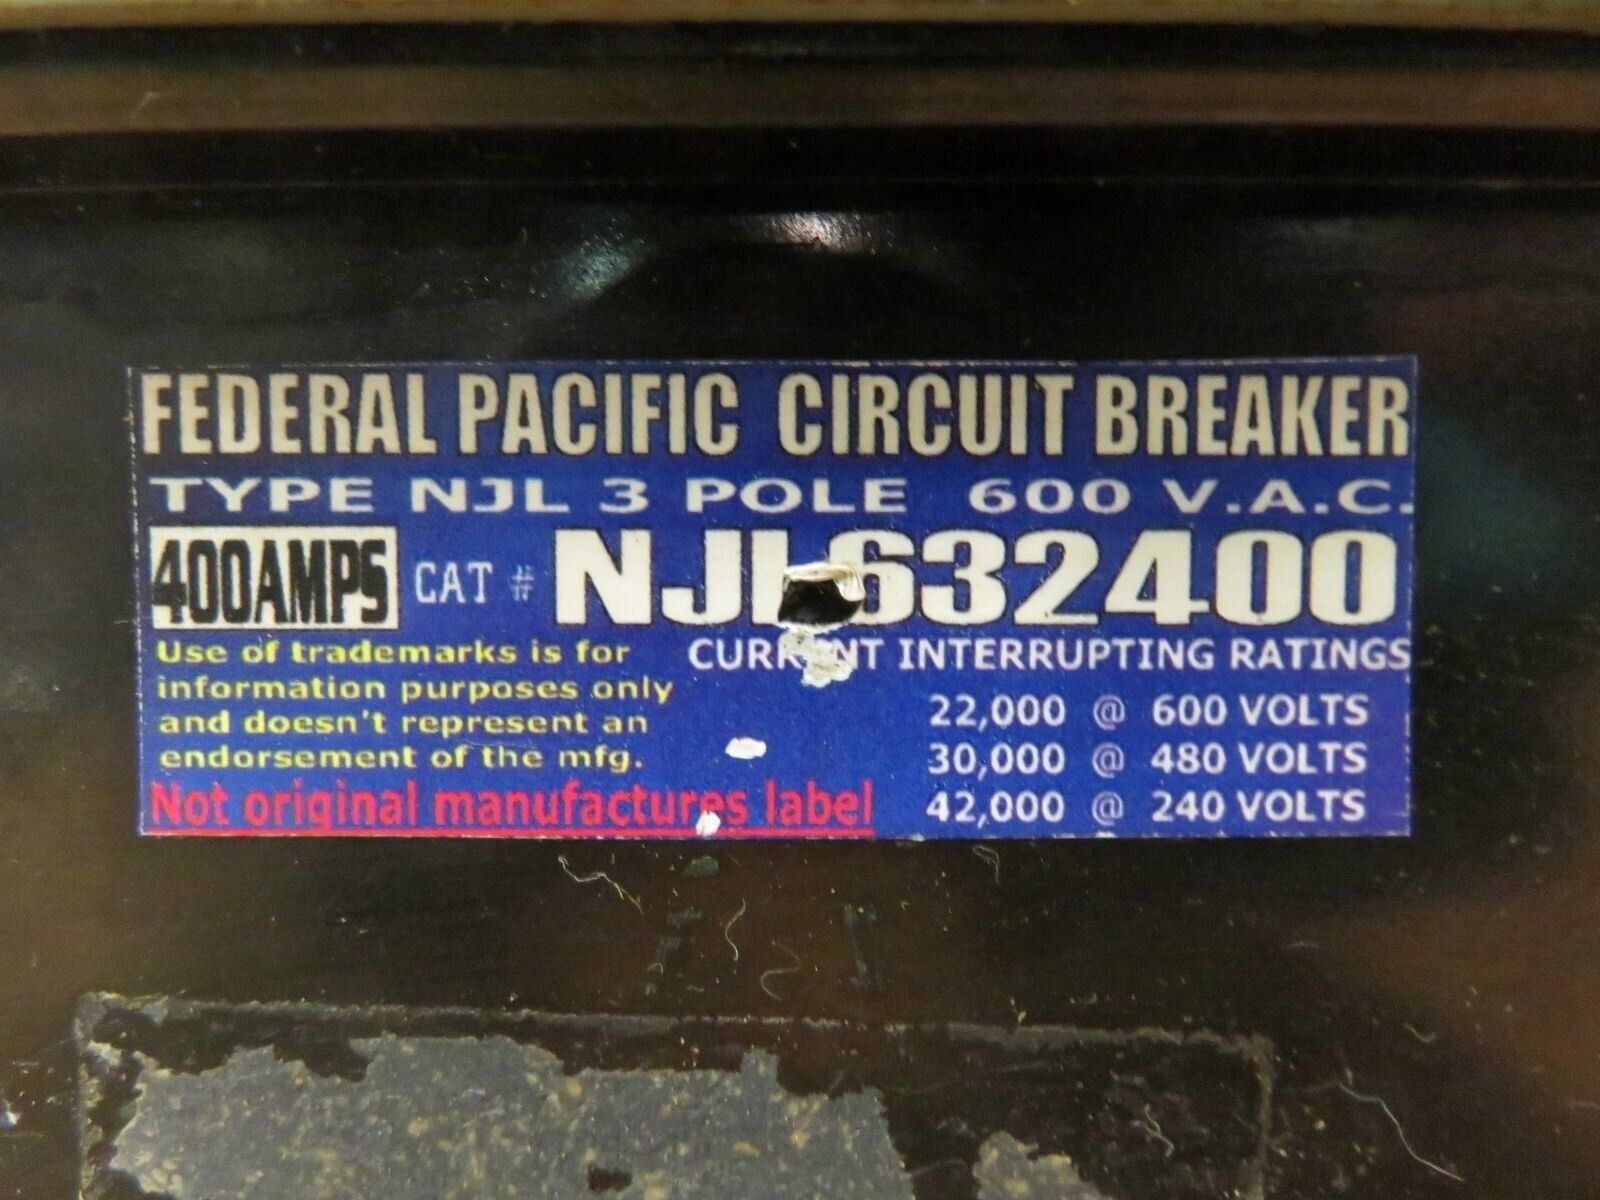 FEDERAL PACIFIC CIRCUIT BREAKER
TYPE NJL 3 POLE 600 V.A.C.
400AMPS CAT # NJL632400
Use of trademarks is for
information purposes only
and doesn't represent an
endorsement of the mfg.
Not original manufactures label
CURRENT INTERRUPTING RATINGS
22,000 @ 600 VOLTS
30,000 @ 480 VOLTS
42,000 @ 240 VOLTS